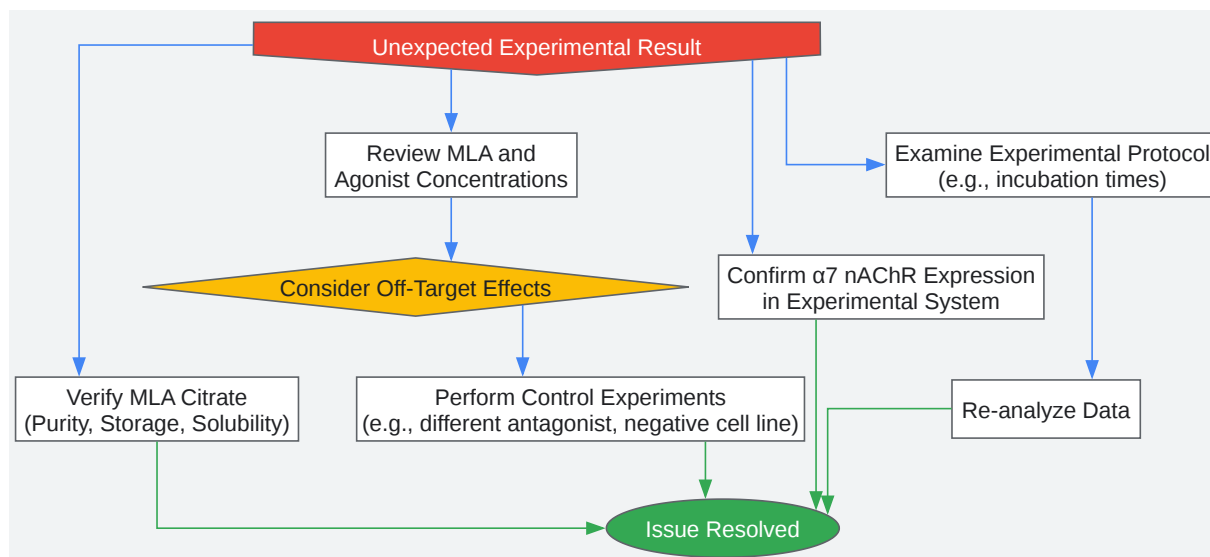 Unexpected Experimental Result
Review MLA and
Agonist Concentrations
Examine Experimental Protocol
(e.g., incubation times)
Consider Off-Target Effects
Confirm α7 nAChR Expression
in Experimental System
Verify MLA Citrate
(Purity, Storage, Solubility)
Perform Control Experiments
(e.g., different antagonist, negative cell line)
Re-analyze Data
Issue Resolved